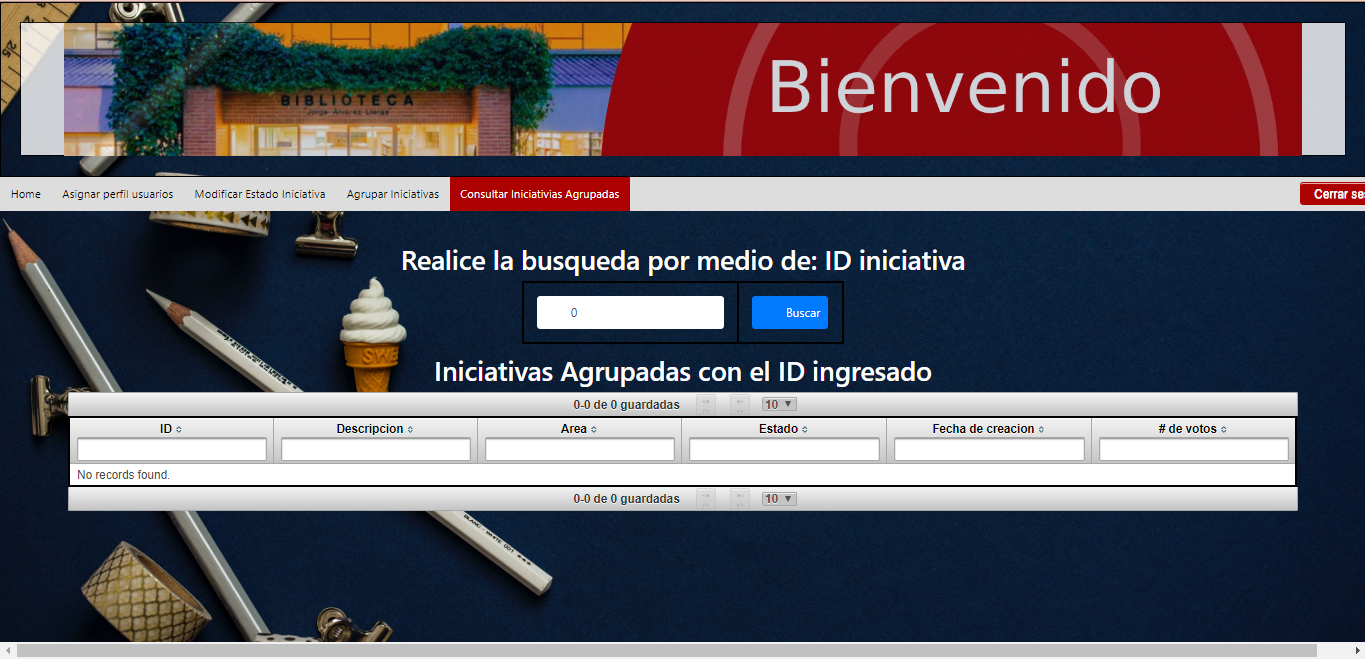 BIBLIOTECA
Jorge Álvarez Lleras
Bienvenido
Home Asignar perfil usuarios Modificar Estado Iniciativa Agrupar Iniciativas Consultar Iniciativias Agrupadas Cerrar se
Realice la busqueda por medio de: ID iniciativa
0 Buscar
SWE
Iniciativas Agrupadas con el ID ingresado
0-0 de 0 guardadas 10
ID Descripcion Area Estado Fecha de creacion # de votos
No records found.
0-0 de 0 guardadas 10